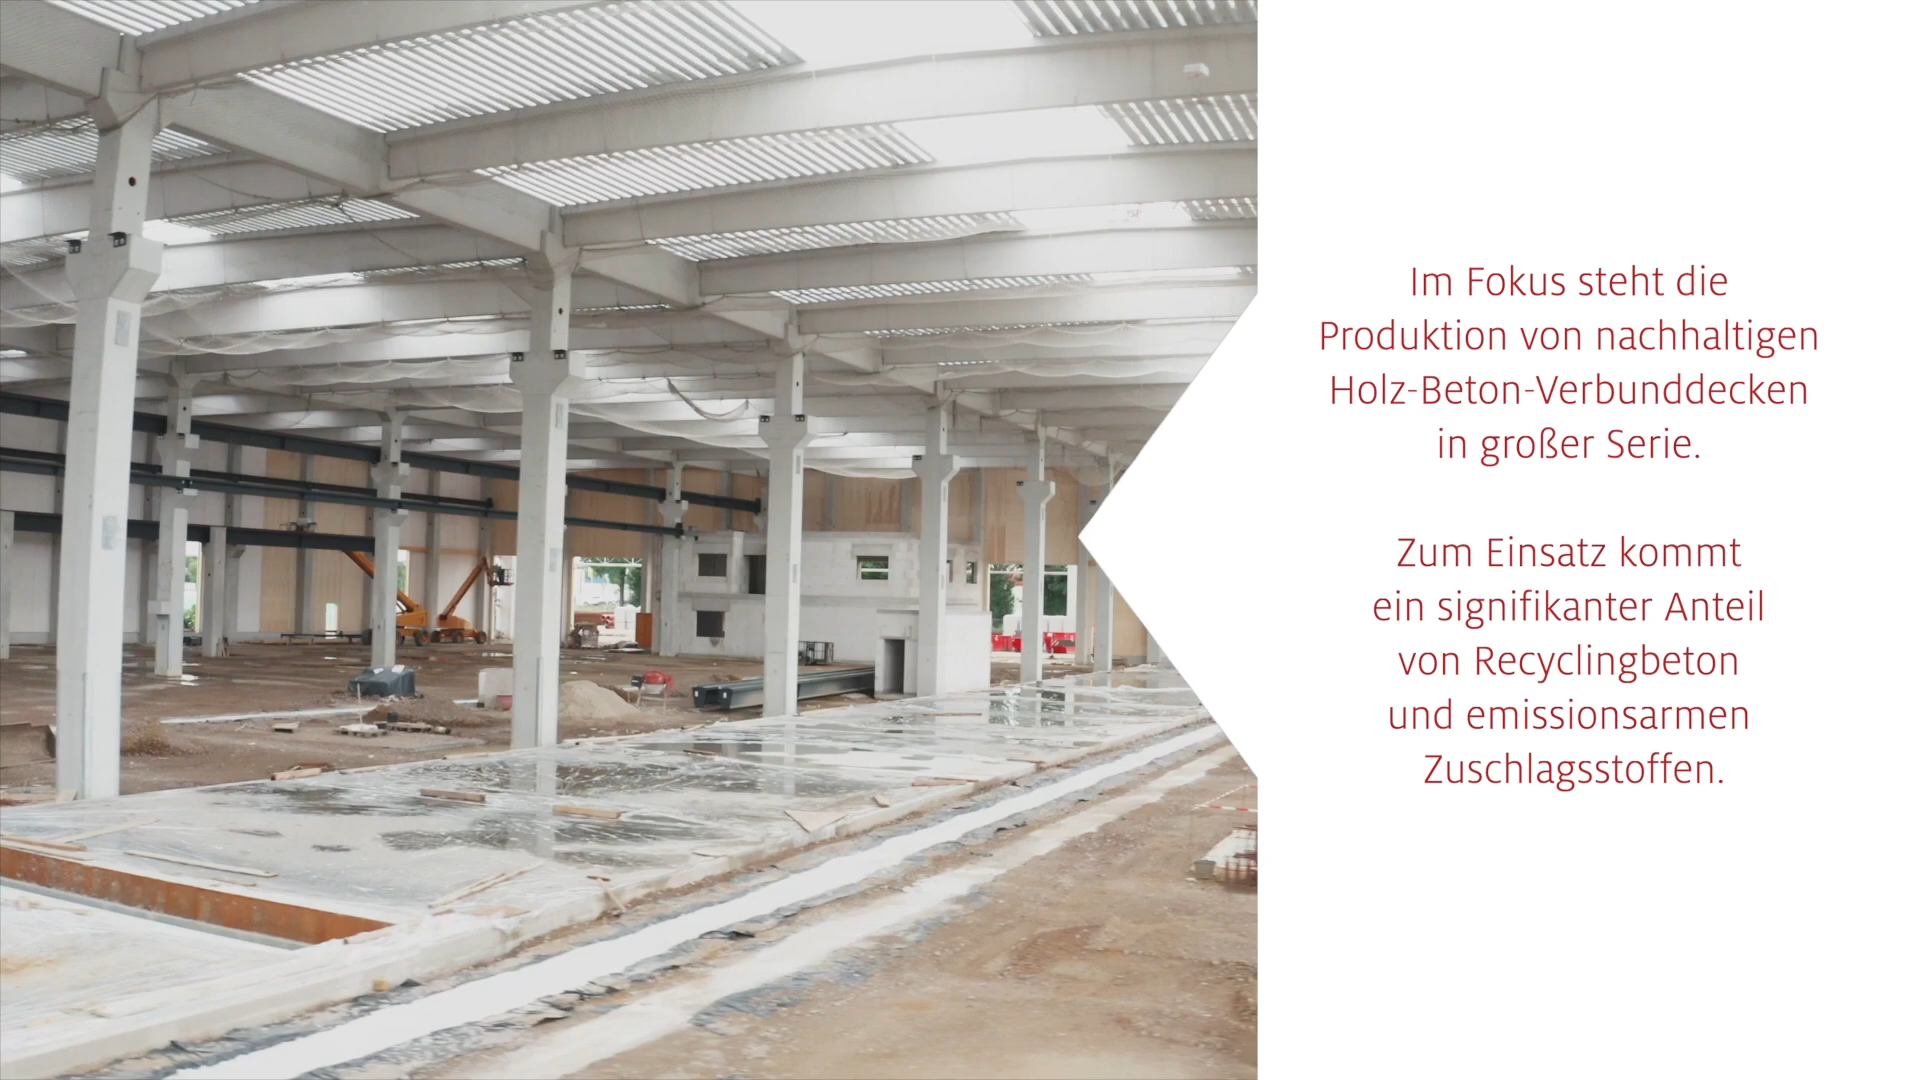 Im Fokus steht die
Produktion von nachhaltigen
Holz-Beton-Verbunddecken
in großer Serie.
Zum Einsatz kommt
ein signifikanter Anteil
von Recyclingbeton
und emissionsarmen
Zuschlagsstoffen.